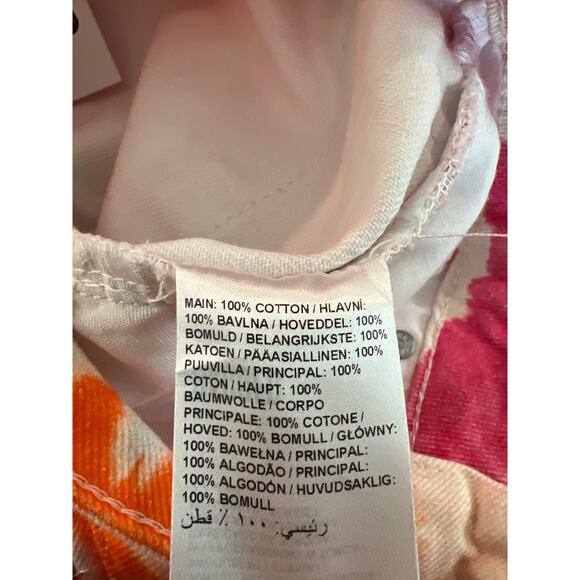 MAIN: 100% COTTON / HLAVNÍ:
100% BAVLNA / HOVEDDEL: 100%
BOMULD / BELANGRIJKSTE: 100%
KATOEN / PÄÄASIALLINEN: 100%
PUUVILLA / PRINCIPAL: 100%
COTON / HAUPT: 100%
BAUMWOLLE / CORPO
PRINCIPALE: 100% COTONE /
HOVED: 100% BOMULL / GŁÓWNY:
100% BAWEŁNA / PRINCIPAL:
100% ALGODÃO / PRINCIPAL:
100% ALGODÓN / HUVUDSAKLIG:
100% BOMULL
رئيسي: ١٠٠ ٪ قطن